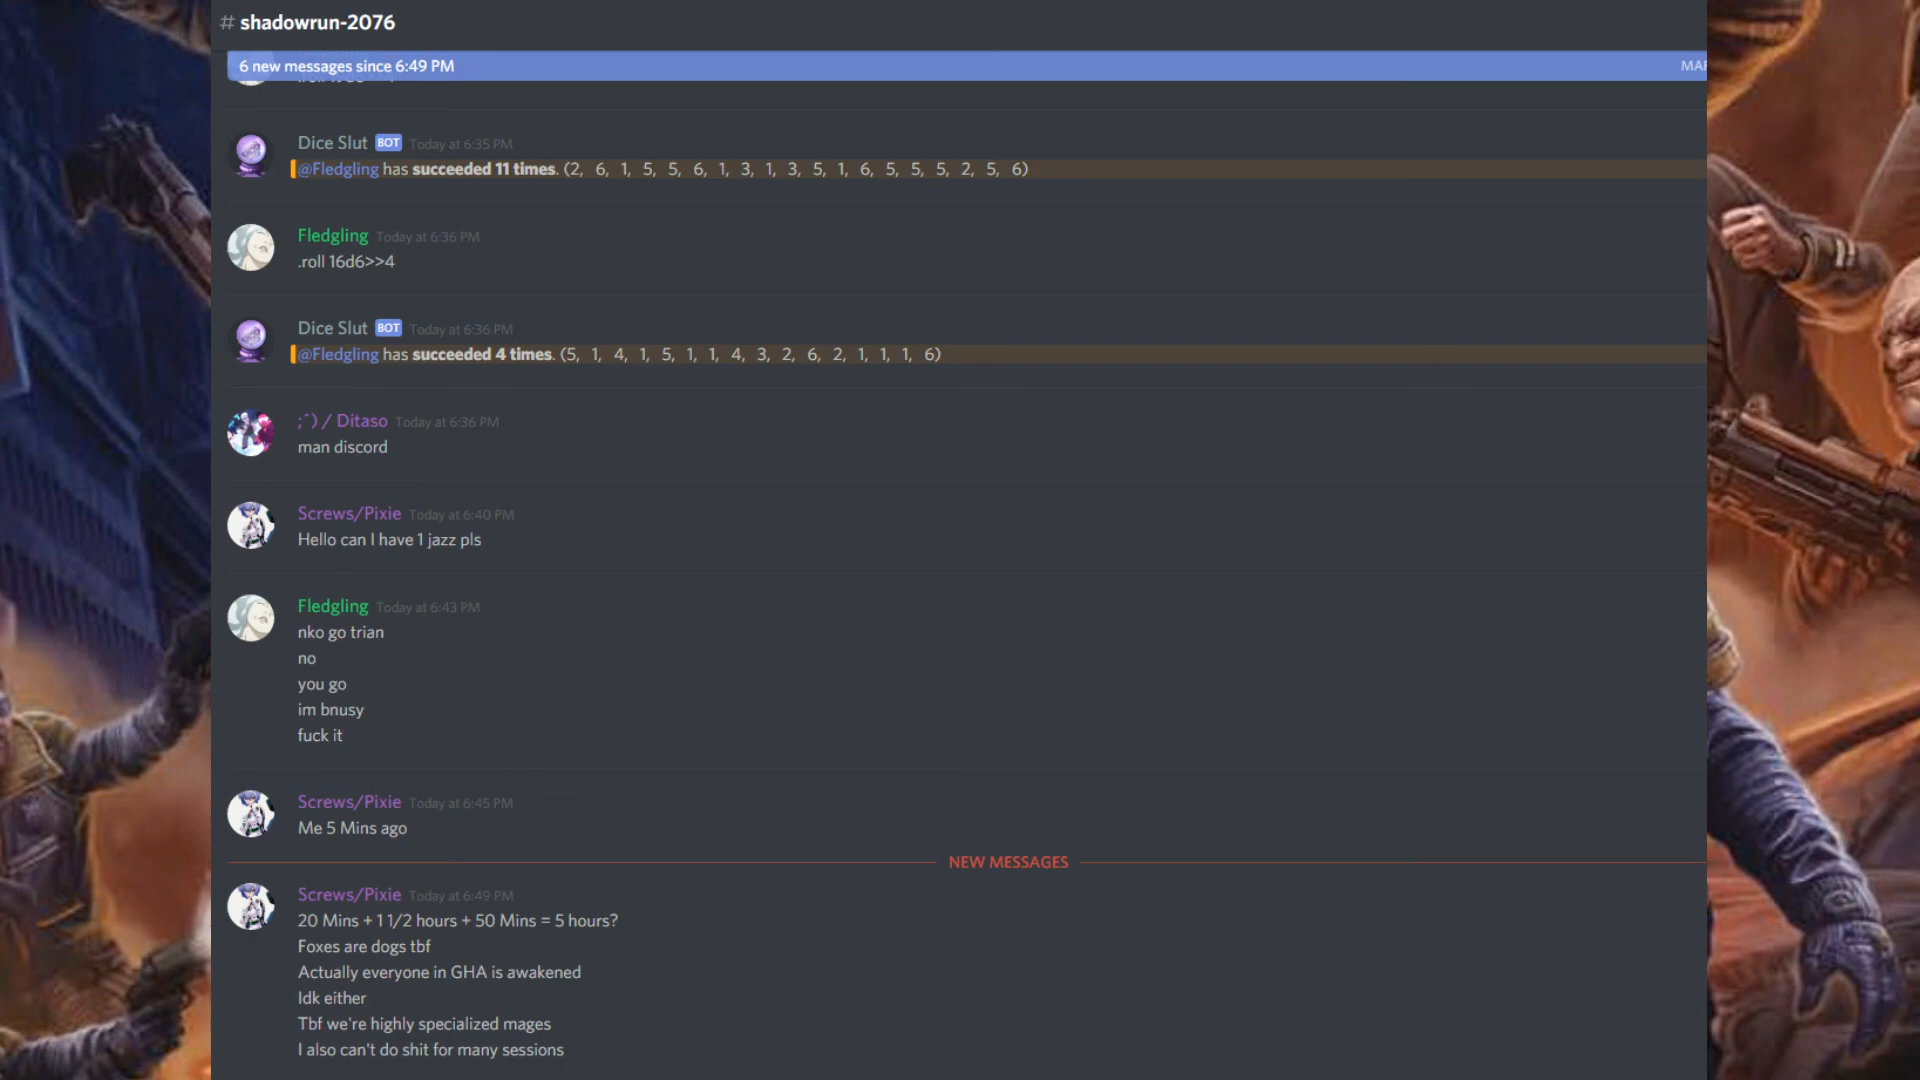 # shadowrun-2076
6 new messages since 6:49 PM
Dice Slut BOT Today at 6:35 PM
@Fledgling has succeeded 11 times. (2, 6, 1, 5, 5, 6, 1, 3, 1, 3, 5, 1, 6, 5, 5, 5, 2, 5, 6)
Fledgling Today at 6:36 PM
.roll 16d6>>4
Dice Slut BOT Today at 6:36 PM
@Fledgling has succeeded 4 times. (5, 1, 4, 1, 5, 1, 1, 4, 3, 2, 6, 2, 1, 1, 1, 6)
;^) / Ditaso Today at 6:36 PM
man discord
Screws/Pixie Today at 6:40 PM
Hello can I have 1 jazz pls
Fledgling Today at 6:43 PM
nko go trian
no
you go
im bnusy
fuck it
Screws/Pixie Today at 6:45 PM
Me 5 Mins ago
NEW MESSAGES
Screws/Pixie Today at 6:49 PM
20 Mins + 1 1/2 hours + 50 Mins = 5 hours?
Foxes are dogs tbf
Actually everyone in GHA is awakened
Idk either
Tbf we're highly specialized mages
I also can't do shit for many sessions